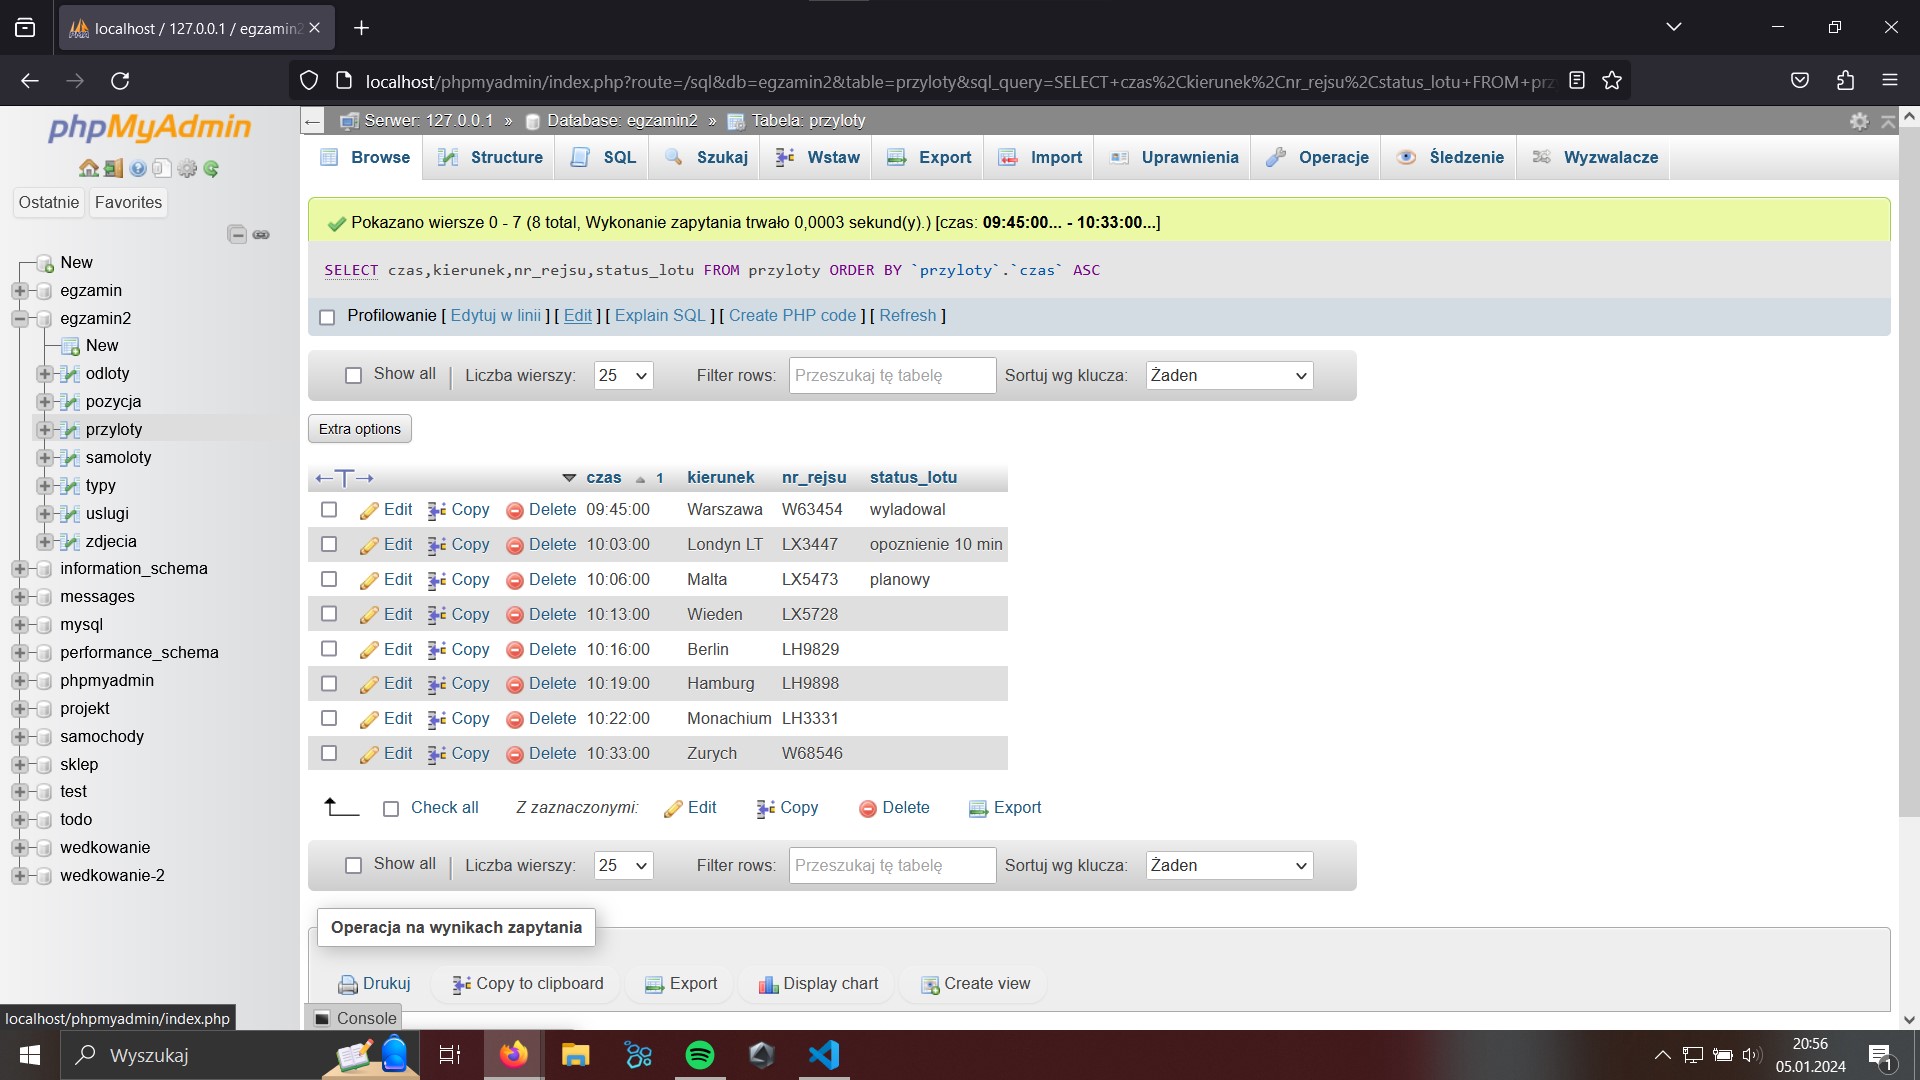 localhost / 127.0.0.1 / egzamin2
localhost/phpmyadmin/index.php?route=/sql&db=egzamin2&table=przyloty&sql_query=SELECT+czas%2Ckierunek%2Cnr_rejsu%2Cstatus_lotu+FROM+prz
phpMyAdmin
Ostatnie Favorites
New
egzamin
egzamin2
New
odloty
pozycja
przyloty
samoloty
typy
uslugi
zdjecia
information_schema
messages
mysql
performance_schema
phpmyadmin
projekt
samochody
sklep
test
todo
wedkowanie
wedkowanie-2
localhost/phpmyadmin/index.php
Serwer: 127.0.0.1 » Database: egzamin2 » Tabela: przyloty
Browse Structure SQL Szukaj Wstaw Export Import Uprawnienia Operacje Śledzenie Wyzwalacze
Pokazano wiersze 0 - 7 (8 total, Wykonanie zapytania trwało 0,0003 sekund(y).) [czas: 09:45:00... - 10:33:00...]
SELECT czas,kierunek,nr_rejsu,status_lotu FROM przyloty ORDER BY `przyloty`.`czas` ASC
Profilowanie [ Edytuj w linii ] [ Edit ] [ Explain SQL ] [ Create PHP code ] [ Refresh ]
Show all | Liczba wierszy: 25 Filter rows: Przeszukaj tę tabelę Sortuj wg klucza: Żaden
Extra options
czas 1 kierunek nr_rejsu status_lotu
Edit Copy Delete 09:45:00 Warszawa W63454 wyladowal
Edit Copy Delete 10:03:00 Londyn LT LX3447 opoznienie 10 min
Edit Copy Delete 10:06:00 Malta LX5473 planowy
Edit Copy Delete 10:13:00 Wieden LX5728
Edit Copy Delete 10:16:00 Berlin LH9829
Edit Copy Delete 10:19:00 Hamburg LH9898
Edit Copy Delete 10:22:00 Monachium LH3331
Edit Copy Delete 10:33:00 Zurych W68546
Check all Z zaznaczonymi: Edit Copy Delete Export
Show all | Liczba wierszy: 25 Filter rows: Przeszukaj tę tabelę Sortuj wg klucza: Żaden
Operacja na wynikach zapytania
Drukuj Copy to clipboard Export Display chart Create view
Console
Wyszukaj
20:56
05.01.2024
1